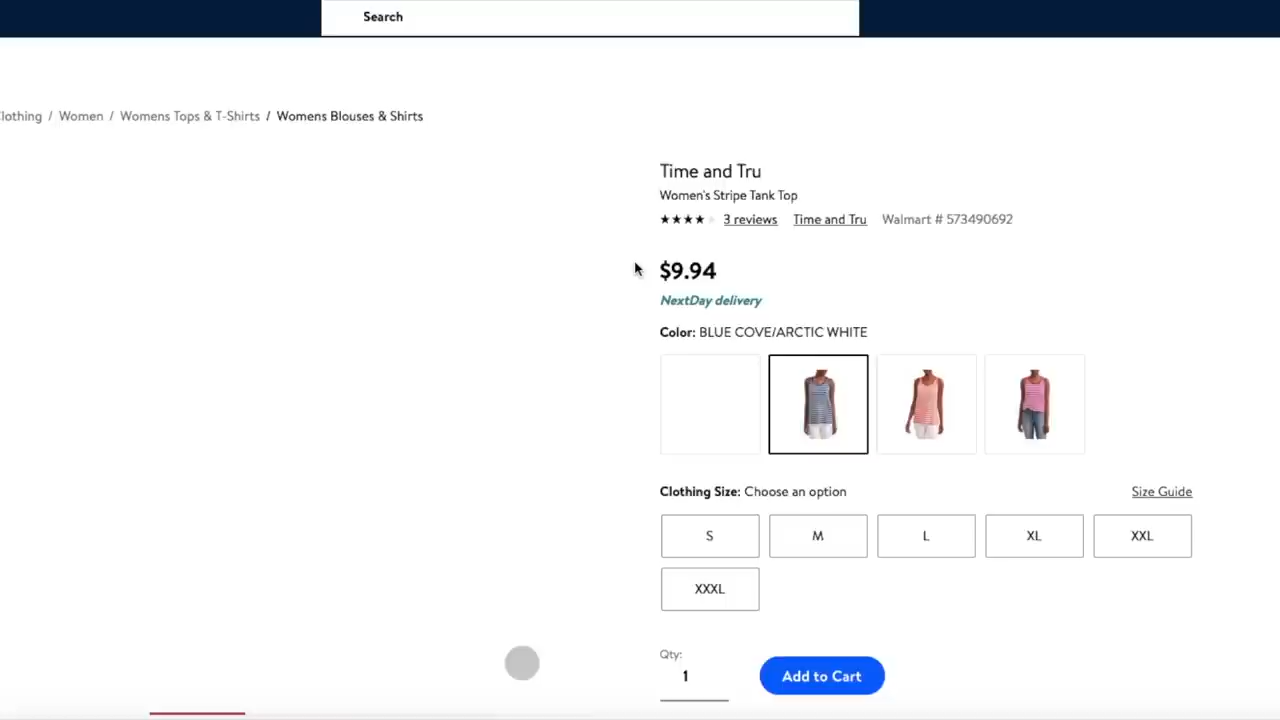 Search
lothing / Women / Womens Tops & T-Shirts / Womens Blouses & Shirts
Time and Tru
Women's Stripe Tank Top
3 reviews Time and Tru Walmart # 573490692
$9.94
NextDay delivery
Color: BLUE COVE/ARCTIC WHITE
Clothing Size: Choose an option Size Guide
S M L XL XXL
XXXL
Qty:
1 Add to Cart